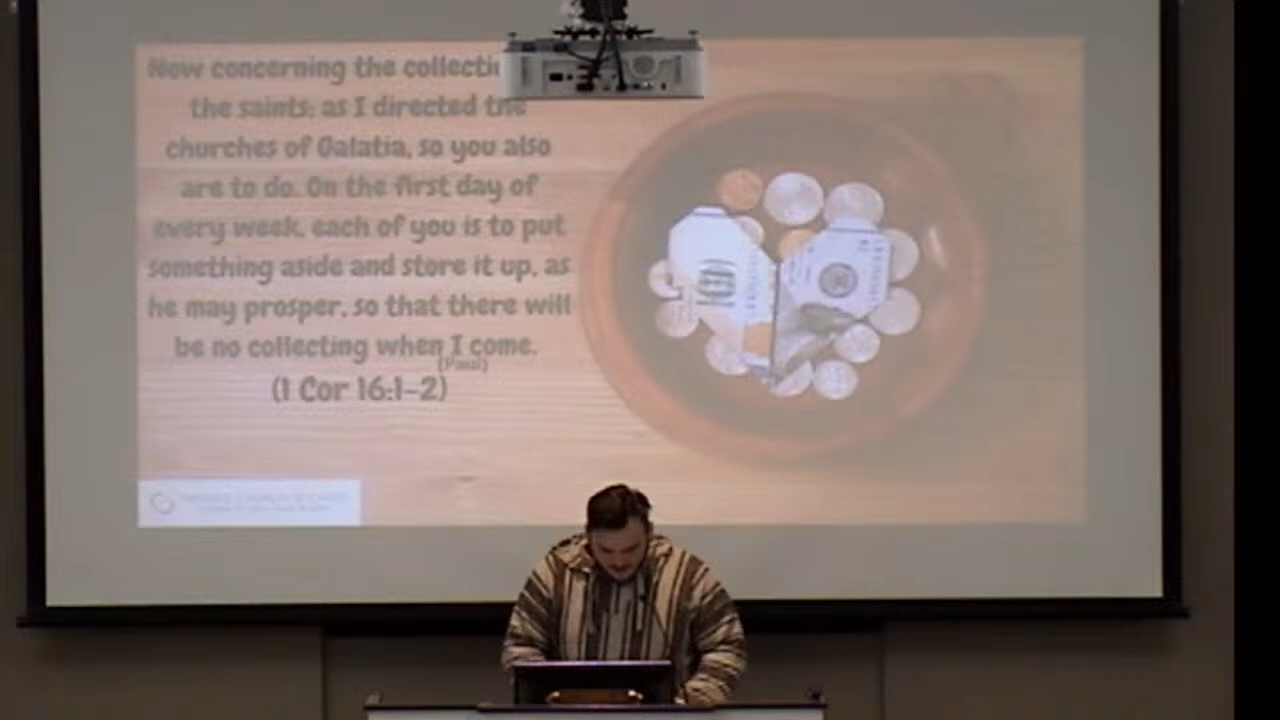 Now concerning the collecti
the saints: as I directed the
churches of Galatia, so you also
are to do. On the first day of
every week, each of you is to put
something aside and store it up, as
he may prosper, so that there will
be no collecting when I come.
(Paul)
(1 Cor 16:1-2)